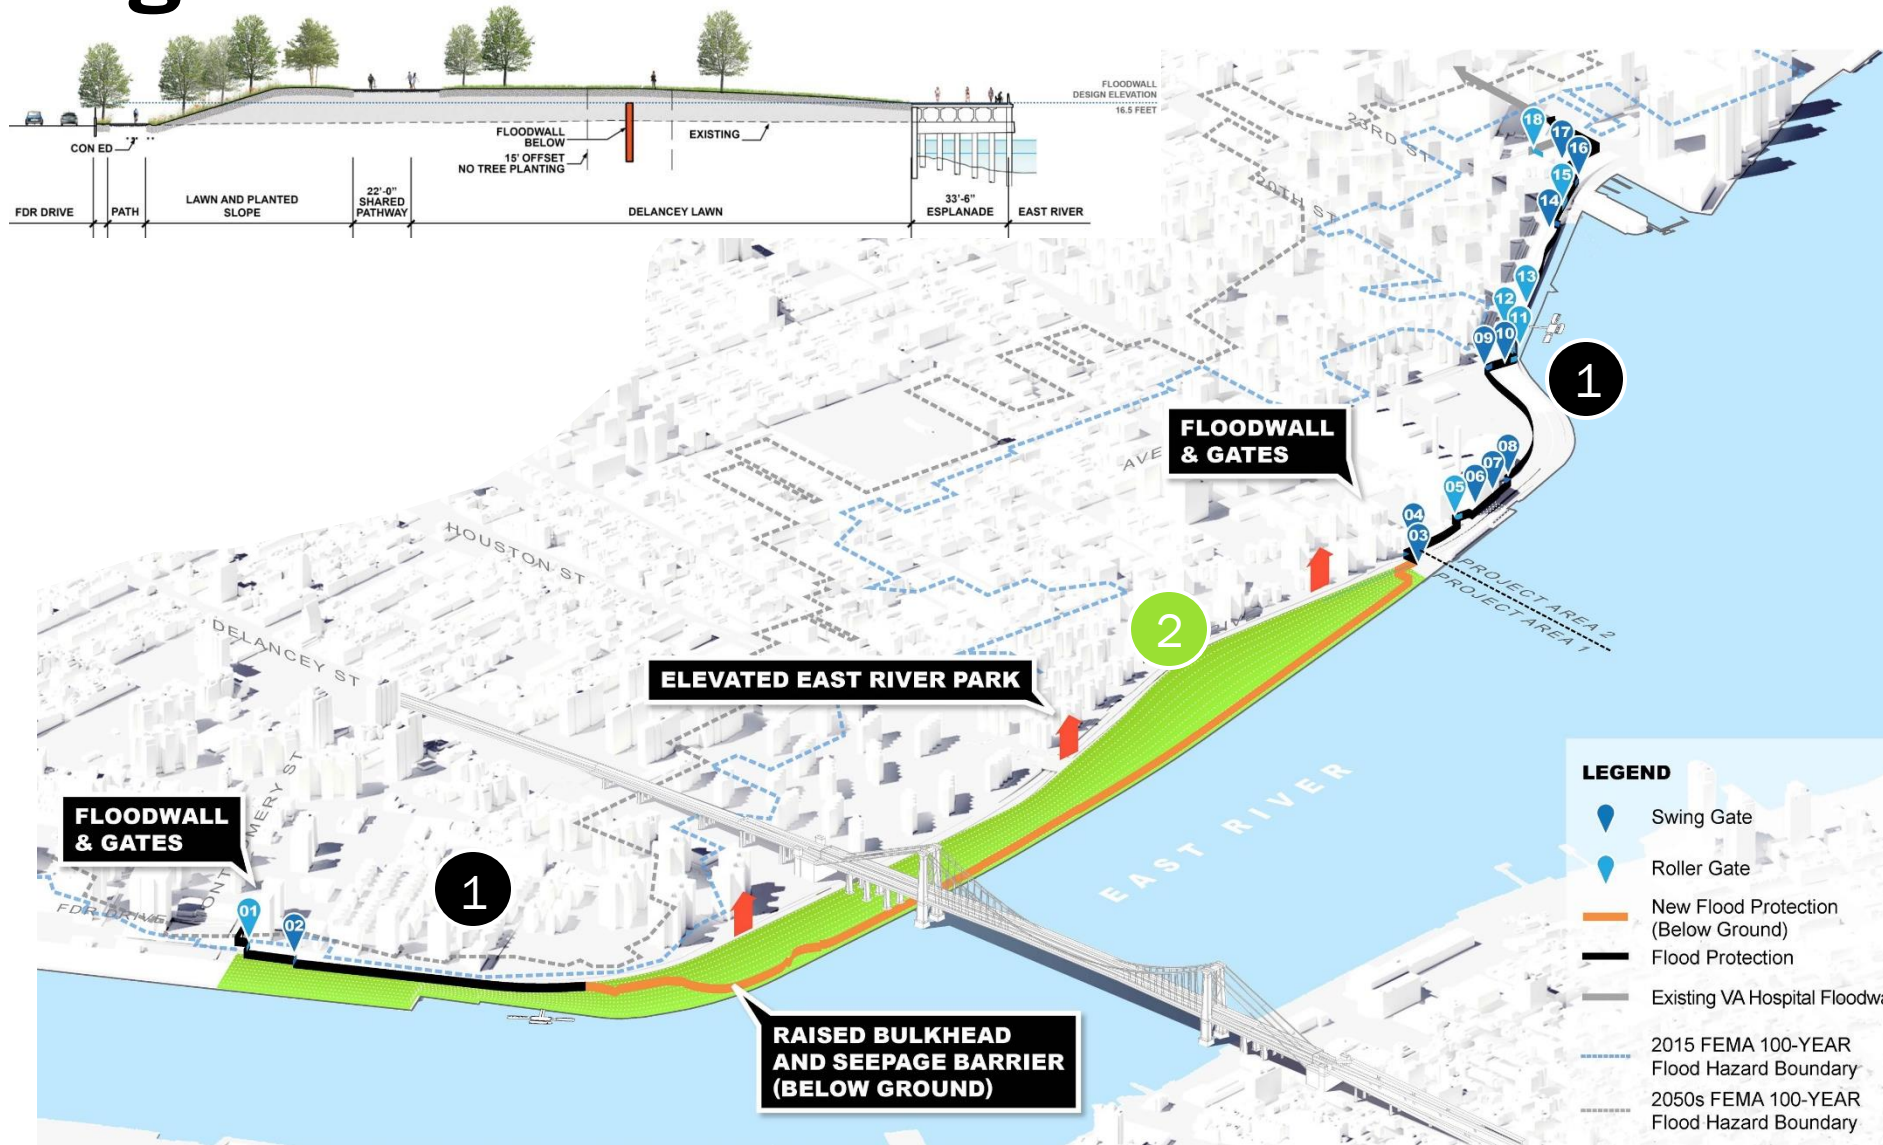 g
FLOODWALL
DESIGN ELEVATION
16.5 FEET
CON ED
FLOODWALL
BELOW
15' OFFSET
NO TREE PLANTING
EXISTING
FDR DRIVE
PATH
LAWN AND PLANTED
SLOPE
22'-0"
SHARED
PATHWAY
DELANCEY LAWN
33'-6"
ESPLANADE
EAST RIVER
23RD ST
20TH ST
18
17
16
15
14
13
12
11
10
09
1
FLOODWALL
& GATES
AVE
08
07
06
05
04
03
PROJECT AREA 2
PROJECT AREA 1
HOUSTON ST
DELANCEY ST
2
ELEVATED EAST RIVER PARK
EAST RIVER
FLOODWALL
& GATES
1
FDR DRIVE
01
02
RAISED BULKHEAD
AND SEEPAGE BARRIER
(BELOW GROUND)
LEGEND
Swing Gate
Roller Gate
New Flood Protection
(Below Ground)
Flood Protection
Existing VA Hospital Floodwa
2015 FEMA 100-YEAR
Flood Hazard Boundary
2050s FEMA 100-YEAR
Flood Hazard Boundary